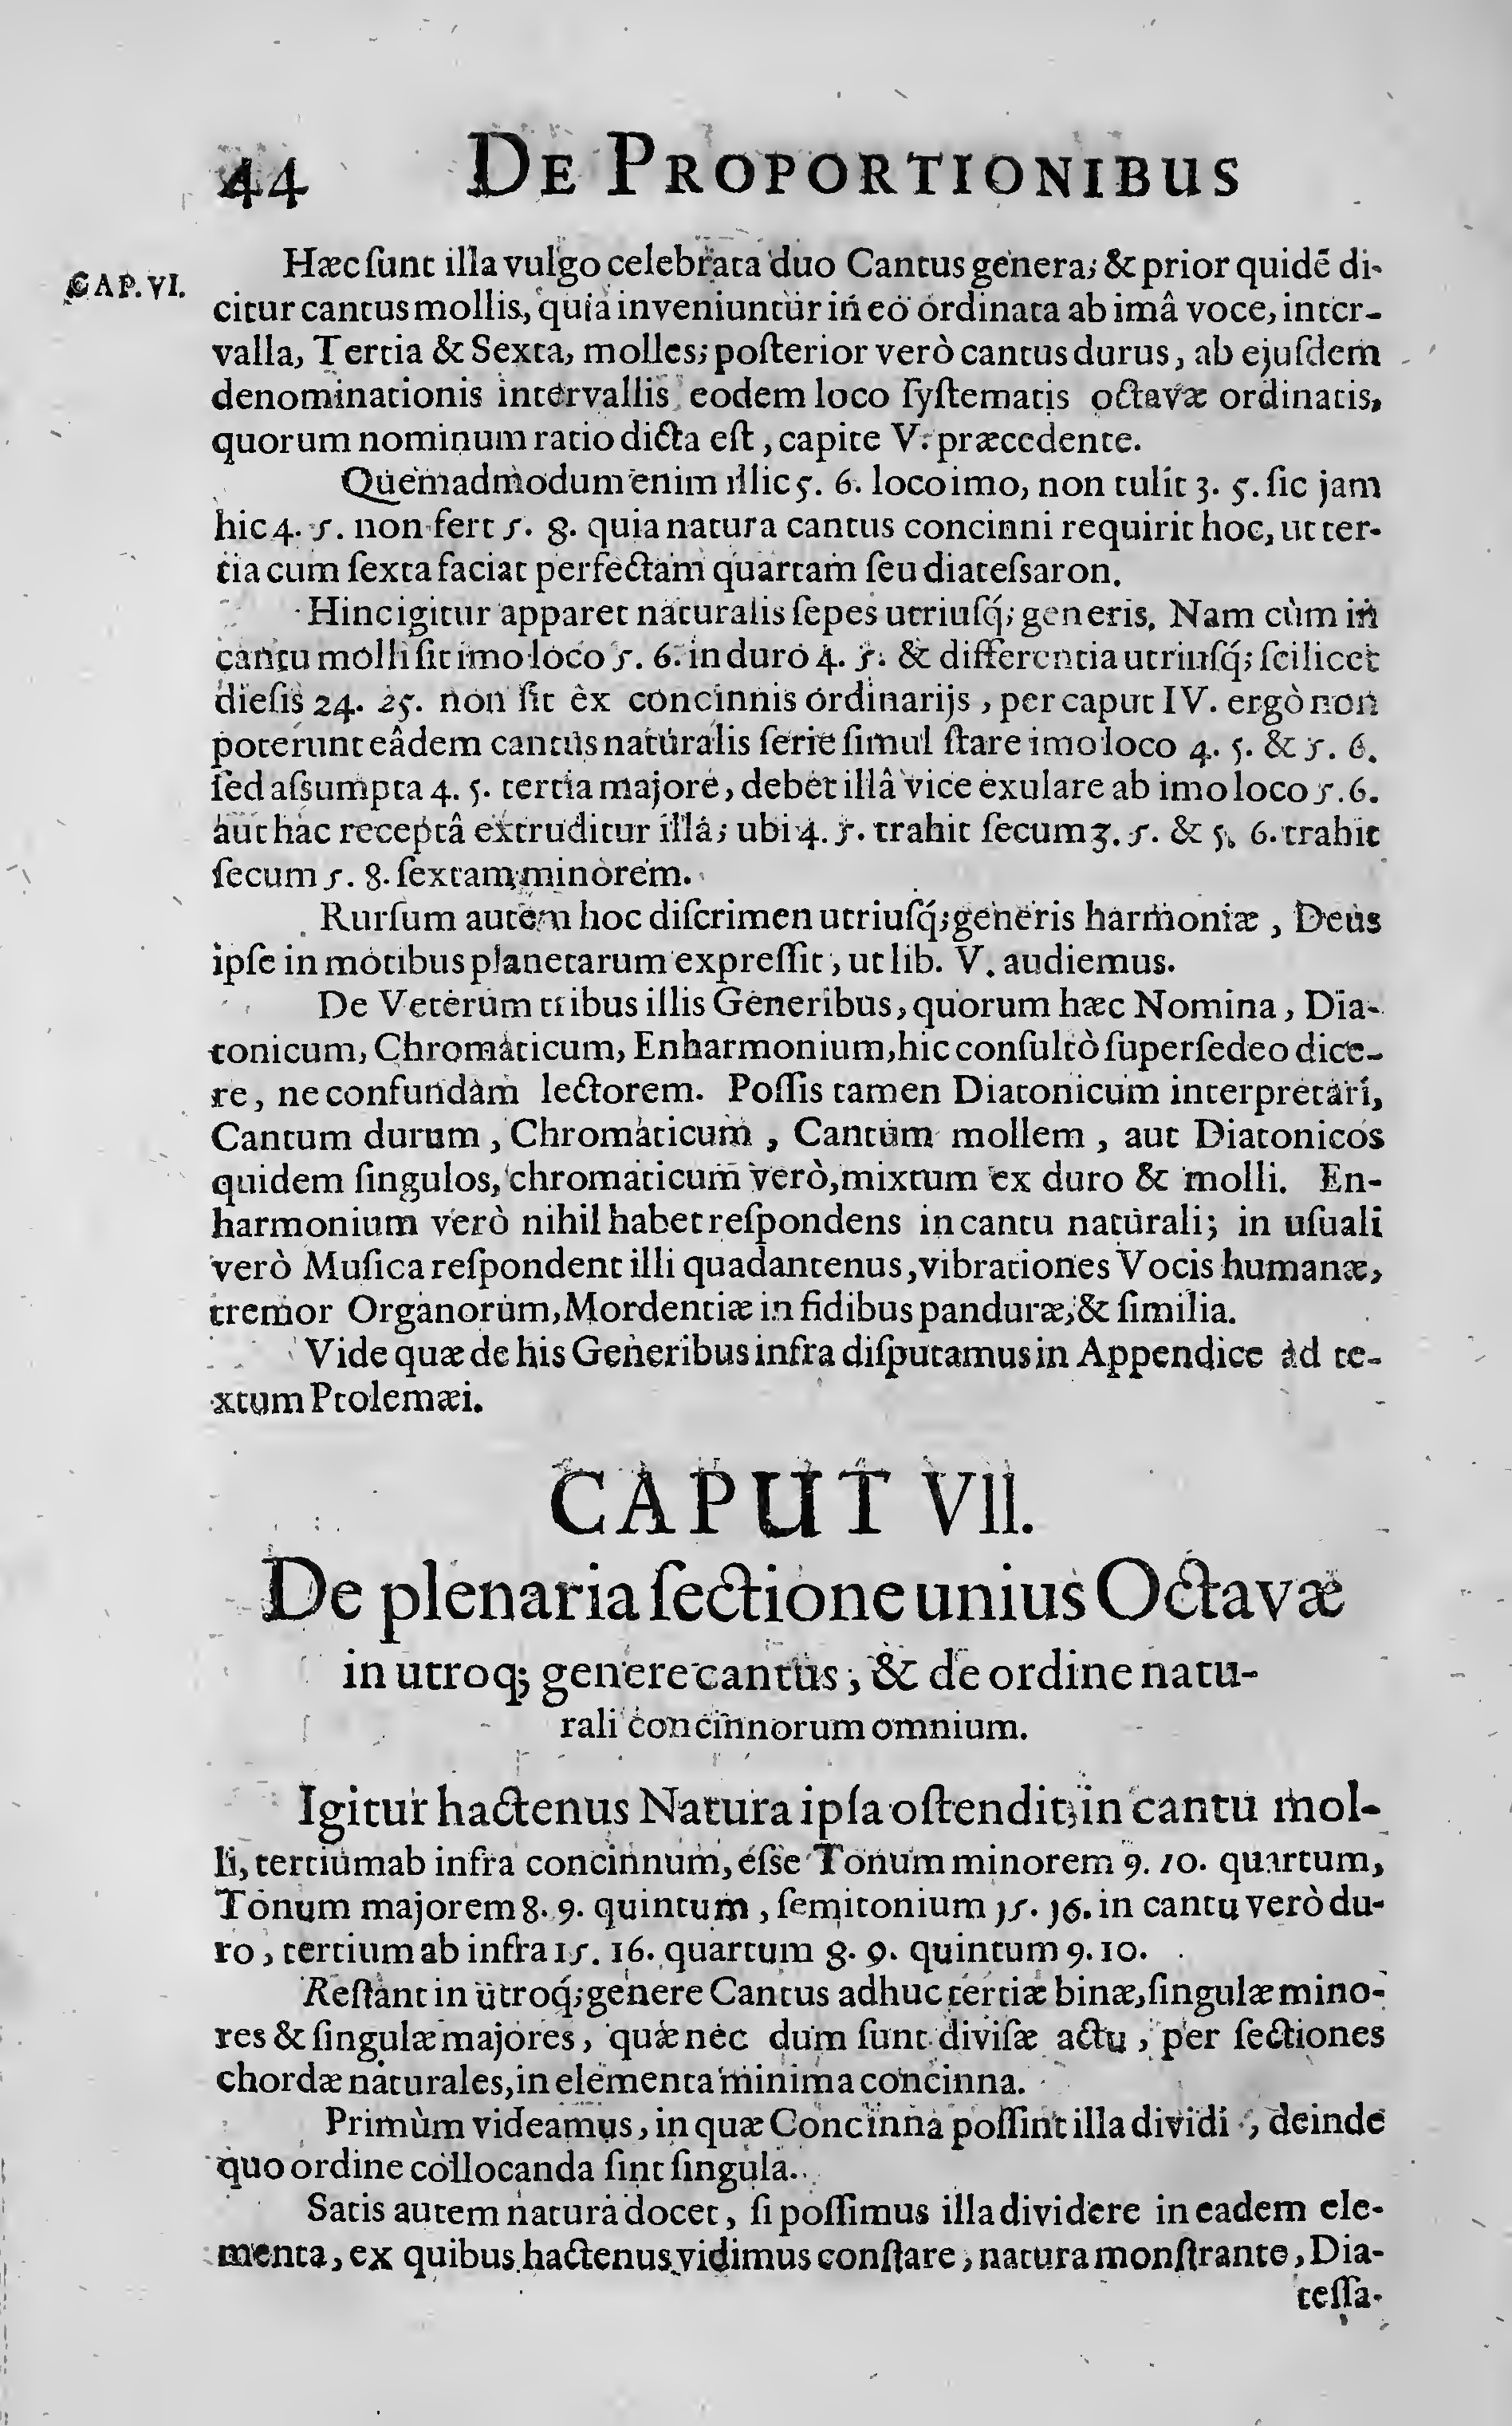 44 DE PROPORTIONIBUS
CAP. VI.
Hæc ſunt illa vulgo celebrata duo Cantus genera; & prior quidē di-
citur cantus mollis, quia inveniuntur in eo ordinata ab imâ voce, inter-
valla, Tertia & Sexta, molles; poſterior verò cantus durus, ab ejuſdem
denominationis intervallis eodem loco ſyſtematis octavæ ordinatis,
quorum nominum ratio dicta eſt, capite V. præcedente.
Quemadmodum enim illic 5. 6. loco imo, non tulit 3. 5. ſic jam
hic 4. 5. non fert 5. 8. quia natura cantus concinni requirit hoc, ut ter-
tia cum ſexta faciat perfectam quartam ſeu diateſsaron.
Hinc igitur apparet naturalis ſepes utriuſq́; generis. Nam cùm in
cantu molli ſit imo loco 5. 6. in duro 4. 5. & differentia utriuſq́; ſcilicet
dieſis 24. 25. non ſit ex concinnis ordinarijs, per caput IV. ergò non
poterunt eâdem cantus naturalis ſerie ſimul ſtare imo loco 4. 5. & 5. 6.
ſed aſsumpta 4. 5. tertia majore, debet illâ vice exulare ab imo loco 5. 6.
aut hac receptâ extruditur illa; ubi 4. 5. trahit ſecum 3. 5. & 5. 6. trahit
ſecum 5. 8. ſextam minorem.
Rurſum autem hoc diſcrimen utriuſq́; generis harmoniæ, Deus
ipſe in motibus planetarum expreſſit, ut lib. V. audiemus.
De Veterum tribus illis Generibus, quorum hæc Nomina, Dia-
tonicum, Chromaticum, Enharmonium, hic conſultò ſuperſedeo dice-
re, ne confundam lectorem. Poſſis tamen Diatonicum interpretari,
Cantum durum, Chromaticum, Cantum mollem, aut Diatonicos
quidem ſingulos, chromaticum verò, mixtum ex duro & molli. En-
harmonium verò nihil habet reſpondens in cantu naturali; in uſuali
verò Muſica reſpondent illi quadantenus, vibrationes Vocis humanæ,
tremor Organorum, Mordentiæ in fidibus panduræ, & ſimilia.
Vide quæ de his Generibus infra diſputamus in Appendice ad te-
xtum Ptolemæi.
CAPUT VII.
De plenaria ſectione unius Octavæ
in utroq; genere cantus, & de ordine natu-
rali concinnorum omnium.
Igitur hactenus Natura ipſa oſtendit, in cantu mol-
li, tertium ab infra concinnum, eſse Tonum minorem 9. 10. quartum,
Tonum majorem 8. 9. quintum, ſemitonium 15. 16. in cantu verò du-
ro, tertium ab infra 15. 16. quartum 8. 9. quintum 9. 10.
Reſtant in utroq́; genere Cantus adhuc tertiæ binæ, ſingulæ mino-
res & ſingulæ majores, quæ nec dum ſunt diviſæ actu, per ſectiones
chordæ naturales, in elementa minima concinna.
Primùm videamus, in quæ Concinna poſſint illa dividi, deinde
quo ordine collocanda ſint ſingula.
Satis autem natura docet, ſi poſſimus illa dividere in eadem ele-
menta, ex quibus hactenus vidimus conſtare, natura monſtrante, Dia-
teſſa-